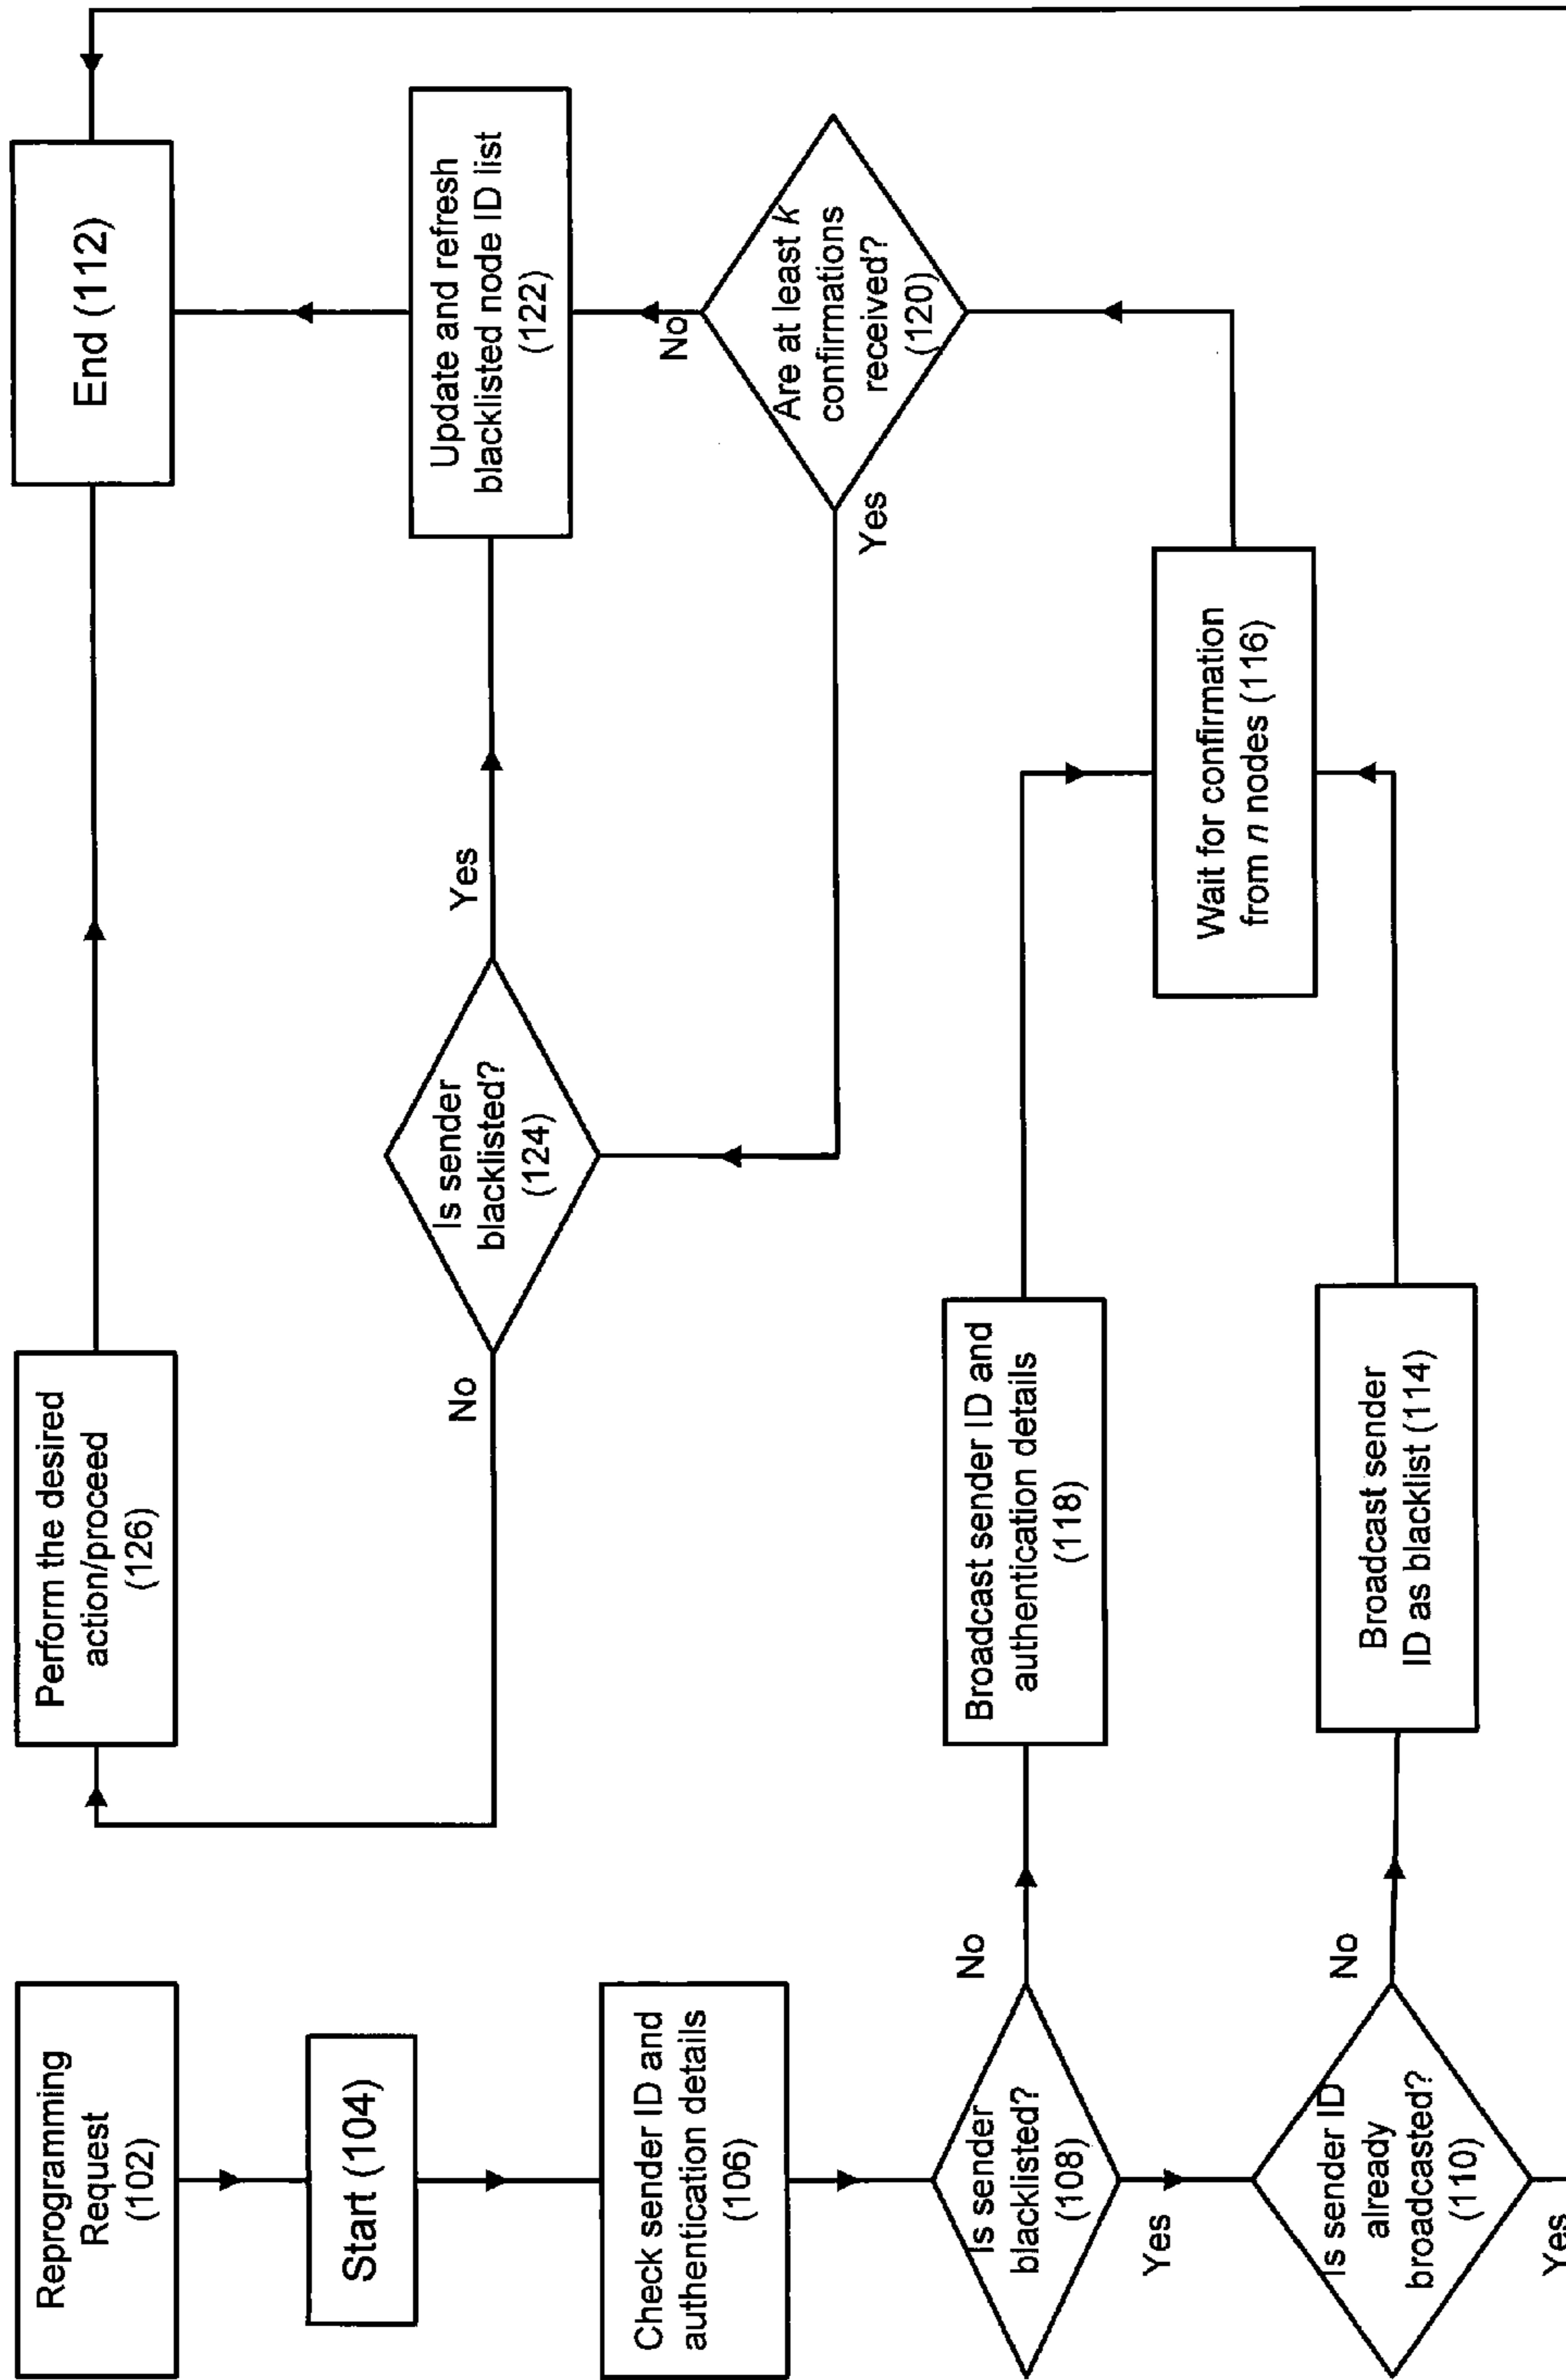 Reprogramming
Request
(102)
Start (104)
Check sender ID and
authentication details
(106)
Is sender
blacklisted?
(108)
No
Yes
Is sender ID
already
broadcasted?
(110)
No
Yes
Broadcast sender ID and
authentication details
(118)
Broadcast sender
ID as blacklist (114)
Wait for confirmation
from n nodes (116)
Are at least k
confirmations
received?
(120)
No
Yes
Is sender
blacklisted?
(124)
Yes
No
Update and refresh
blacklisted node ID list
(122)
Perform the desired
action/proceed
(126)
End (112)